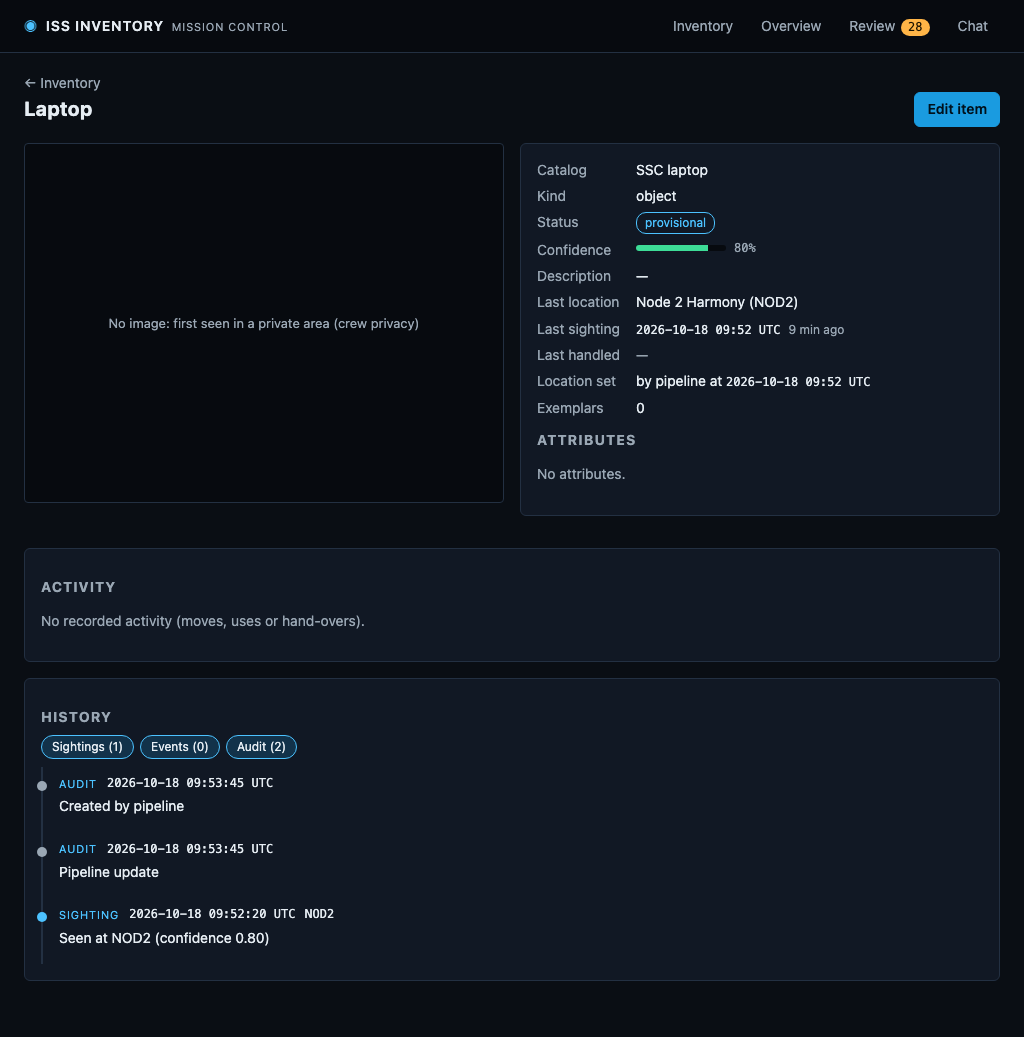 ISS INVENTORY MISSION CONTROL
Inventory Overview Review 28 Chat
← Inventory
Laptop
Edit item
No image: first seen in a private area (crew privacy)
Catalog SSC laptop
Kind object
Status provisional
Confidence 80%
Description —
Last location Node 2 Harmony (NOD2)
Last sighting 2026-10-18 09:52 UTC 9 min ago
Last handled —
Location set by pipeline at 2026-10-18 09:52 UTC
Exemplars 0
ATTRIBUTES
No attributes.
ACTIVITY
No recorded activity (moves, uses or hand-overs).
HISTORY
Sightings (1) Events (0) Audit (2)
AUDIT 2026-10-18 09:53:45 UTC
Created by pipeline
AUDIT 2026-10-18 09:53:45 UTC
Pipeline update
SIGHTING 2026-10-18 09:52:20 UTC NOD2
Seen at NOD2 (confidence 0.80)